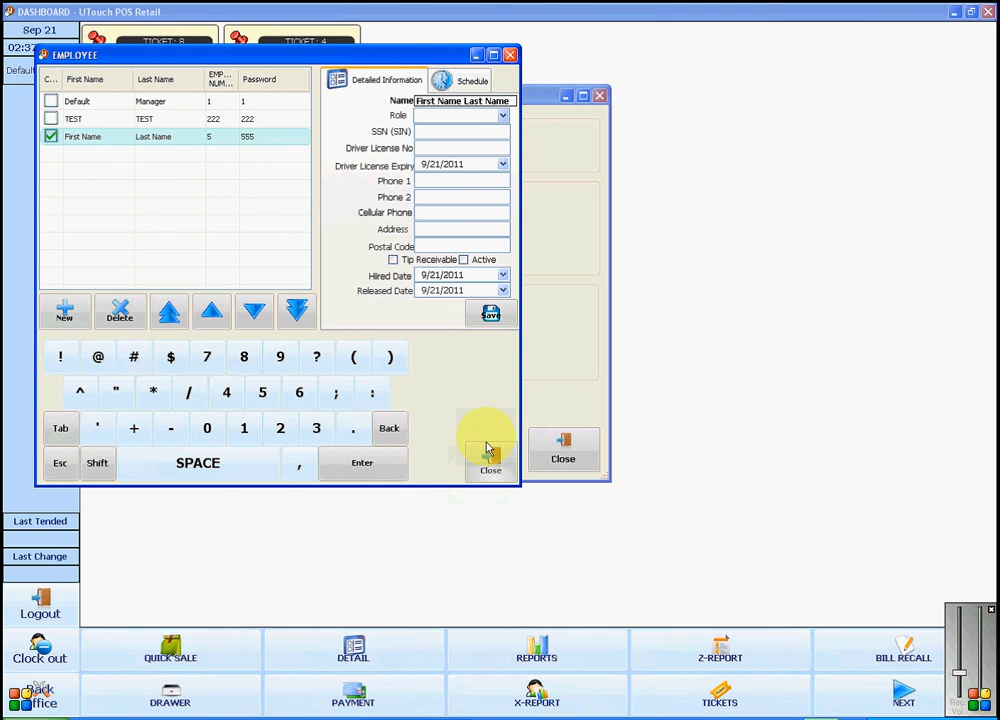 DASHBOARD - UTouch POS Retail
Sep 21
02:37
Default
TICKET: 8
TICKET: 4
EMPLOYEE
C... First Name Last Name EMP... NUM... Password
Default Manager 1 1
TEST TEST 222 222
First Name Last Name 5 555
Detailed Information
Schedule
Name First Name Last Name
Role
SSN (SIN)
Driver License No
Driver License Expiry 9/21/2011
Phone 1
Phone 2
Cellular Phone
Address
Postal Code
Tip Receivable Active
Hiired Date 9/21/2011
Released Date 9/21/2011
New
Delete
Save
! @ # $ 7 8 9 ? ( )
^ " * / 4 5 6 ; :
Tab ' + - 0 1 2 3 . Back
Esc Shift SPACE , Enter
Close
Close
Last Tended
Last Change
Logout
Clock out
Back Office
QUICK SALE
DETAIL
REPORTS
Z-REPORT
BILL RECALL
DRAWER
PAYMENT
X-REPORT
TICKETS
NEXT
Rec Vol